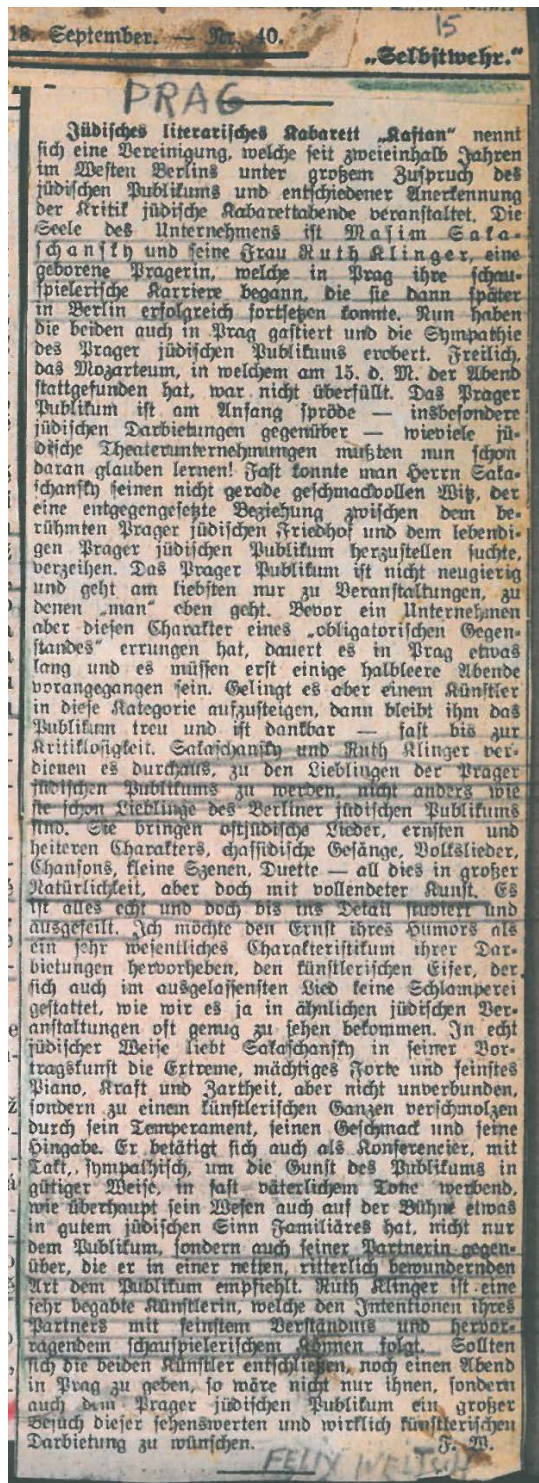 15
18. September. — Nr. 40.
„Selbstwehr.“
PRAG
Jüdisches literarisches Kabarett „Kaftan“ nennt
sich eine Vereinigung, welche seit zweieinhalb Jahren
im Westen Berlins unter großem Zuspruch des
jüdischen Publikums und entschiedener Anerkennung
der Kritik jüdische Kabarettabende veranstaltet. Die
Seele des Unternehmens ist Maxim Saka-
schansky und seine Frau Ruth Klinger, eine
geborene Pragerin, welche in Prag ihre schau-
spielerische Karriere begann, die sie dann später
in Berlin erfolgreich fortsetzen konnte. Nun haben
die beiden auch in Prag gastiert und die Sympathie
des Prager jüdischen Publikums erobert. Freilich,
das Mozarteum, in welchem am 15. d. M. der Abend
stattgefunden hat, war nicht überfüllt. Das Prager
Publikum ist am Anfang spröde — insbesondere
jüdischen Darbietungen gegenüber — wieviele jü-
dische Theaterunternehmungen mußten nun schon
daran glauben lernen! Fast konnte man Herrn Saka-
schansky seinen nicht gerade geschmackvollen Witz, der
eine entgegengesetzte Beziehung zwischen dem be-
rühmten Prager jüdischen Friedhof und dem lebendi-
gen Prager jüdischen Publikum herzustellen suchte,
verzeihen. Das Prager Publikum ist nicht neugierig
und geht am liebsten nur zu Veranstaltungen, zu
denen „man“ eben geht. Bevor ein Unternehmen
aber diesen Charakter eines „obligatorischen Gegen-
standes“ errungen hat, dauert es in Prag etwas
lang und es müssen erst einige halbleere Abende
vorangegangen sein. Gelingt es aber einem Künstler
in diese Kategorie aufzusteigen, dann bleibt ihm das
Publikum treu und ist dankbar — fast bis zur
Kritiklosigkeit. Sakaschansky und Ruth Klinger ver-
dienen es durchaus, zu den Lieblingen der Prager
jüdischen Publikums zu werden, nicht anders wie
sie schon Lieblinge des Berliner jüdischen Publikums
sind. Sie bringen ostjüdische Lieder, ernsten und
heiteren Charakters, chassidische Gesänge, Volkslieder,
Chansons, kleine Szenen, Duette — all dies in großer
Natürlichkeit, aber doch mit vollendeter Kunst. Es
ist alles echt und doch bis ins Detail studiert und
ausgefeilt. Ich möchte den Ernst ihres Humors als
ein sehr wesentliches Charakteristikum ihrer Dar-
bietungen hervorheben, den künstlerischen Eifer, der
sich auch im ausgelassensten Lied keine Schlamperei
gestattet, wie wir es ja in ähnlichen jüdischen Ver-
anstaltungen oft genug zu sehen bekommen. In echt
jüdischer Weise liebt Sakaschansky in seiner Vor-
tragskunst die Extreme, mächtiges Forte und feinstes
Piano, Kraft und Zartheit, aber nicht unverbunden,
sondern zu einem künstlerischen Ganzen verschmolzen
durch sein Temperament, seinen Geschmack und seine
Hingabe. Er betätigt sich auch als Konferencier, mit
Takt, sympathisch, um die Gunst des Publikums in
gütiger Weise, in fast väterlichem Tone werbend,
wie überhaupt sein Wesen auch auf der Bühne etwas
in gutem jüdischen Sinn Familiäres hat, nicht nur
dem Publikum, sondern auch seiner Partnerin gegen-
über, die er in einer netten, ritterlich bewundernden
Art dem Publikum empfiehlt. Ruth Klinger ist eine
sehr begabte Künstlerin, welche den Intentionen ihres
Partners mit feinstem Verständnis und hervor-
ragendem schauspielerischem Können folgt. Sollten
sich die beiden Künstler entschließen, noch einen Abend
in Prag zu geben, so wäre nicht nur ihnen, sondern
auch dem Prager jüdischen Publikum ein großer
Besuch dieser sehenswerten und wirklich künstlerischen
Darbietung zu wünschen. F. W.
FELIX WELTSCH